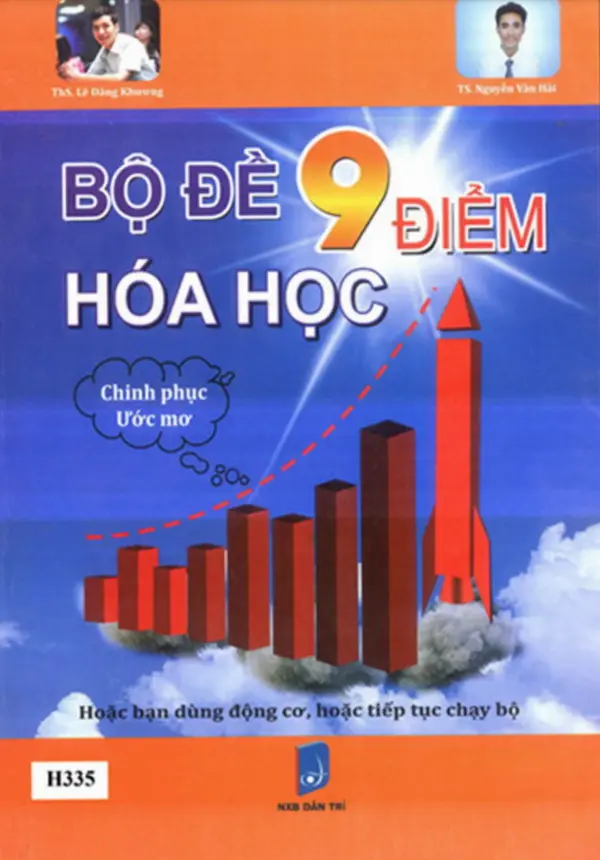 ThS. Lê Đăng Khương
TS. Nguyễn Văn Hải
BỘ ĐỀ 9 ĐIỂM
HÓA HỌC
Chinh phục
Ước mơ
Hoặc bạn dùng động cơ, hoặc tiếp tục chạy bộ
H335
NXB DÂN TRÍ